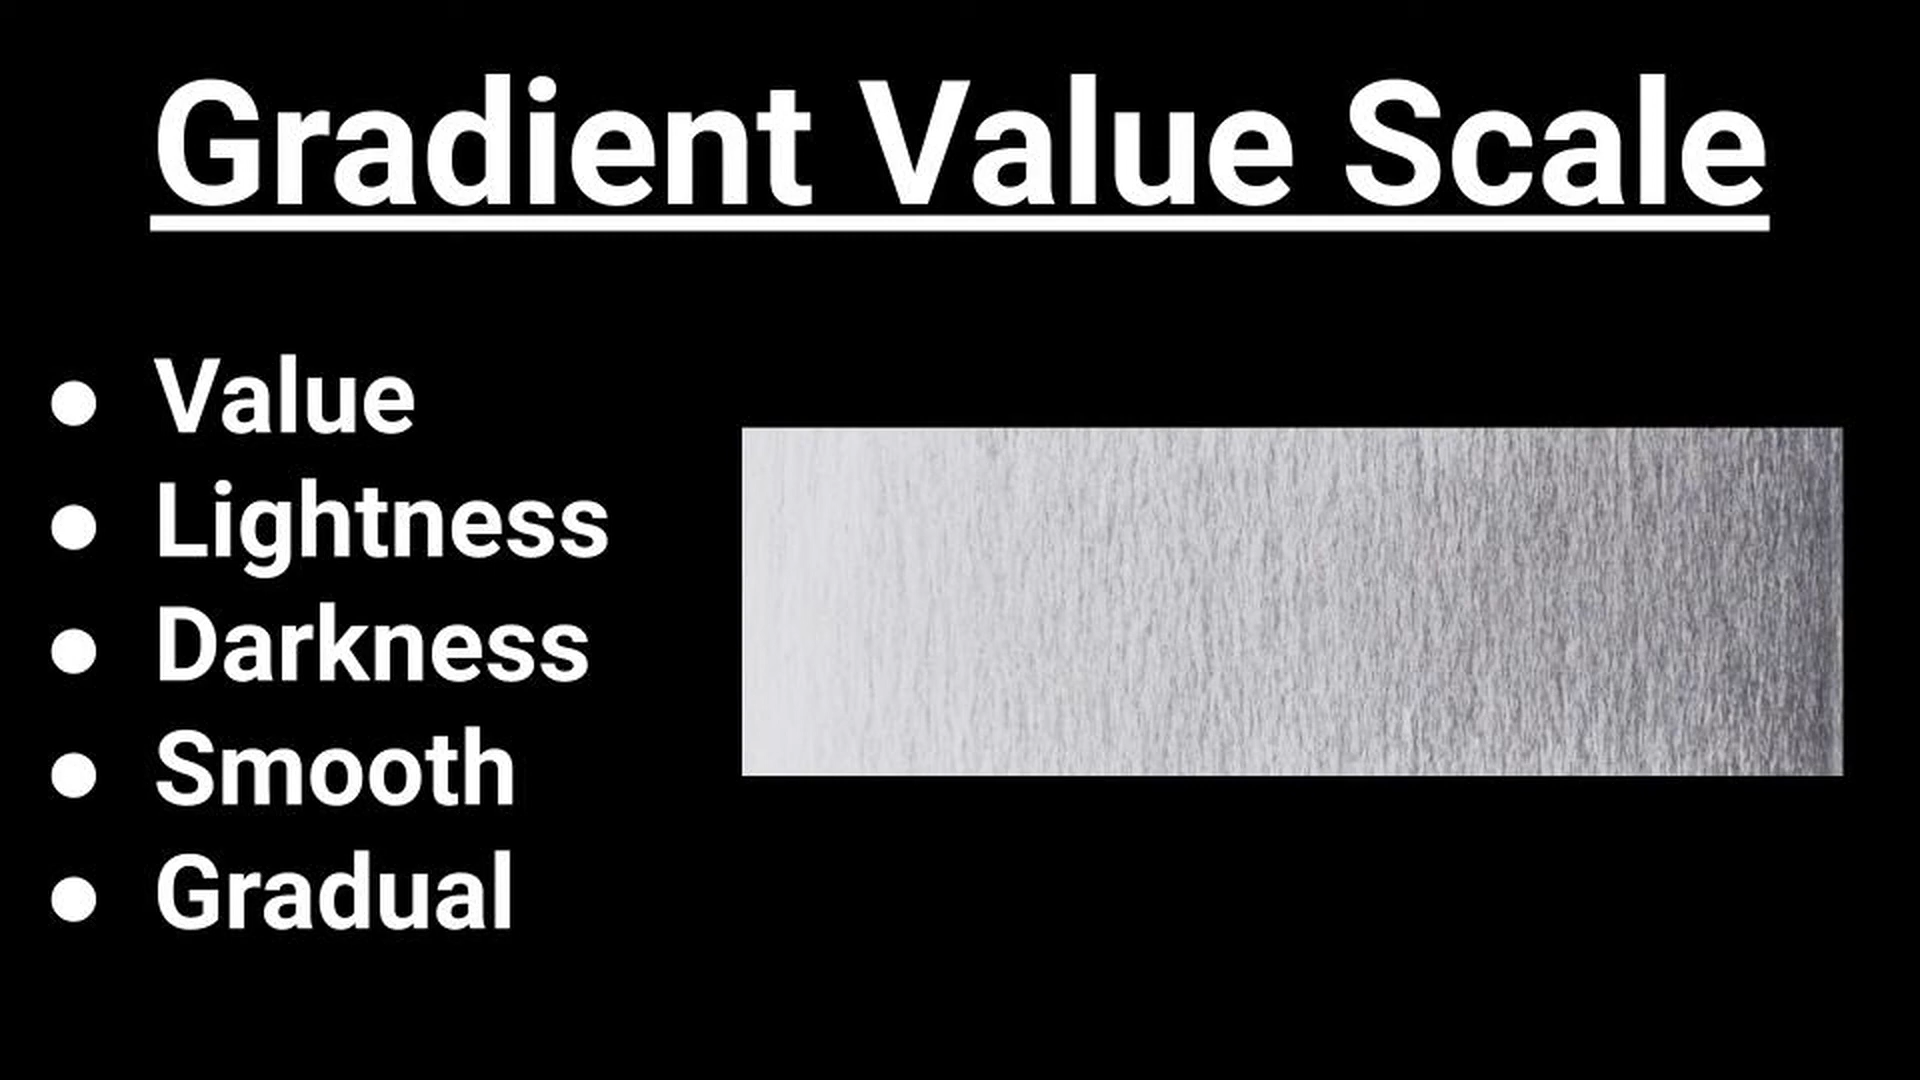 Gradient Value Scale
● Value
● Lightness
● Darkness
● Smooth
● Gradual